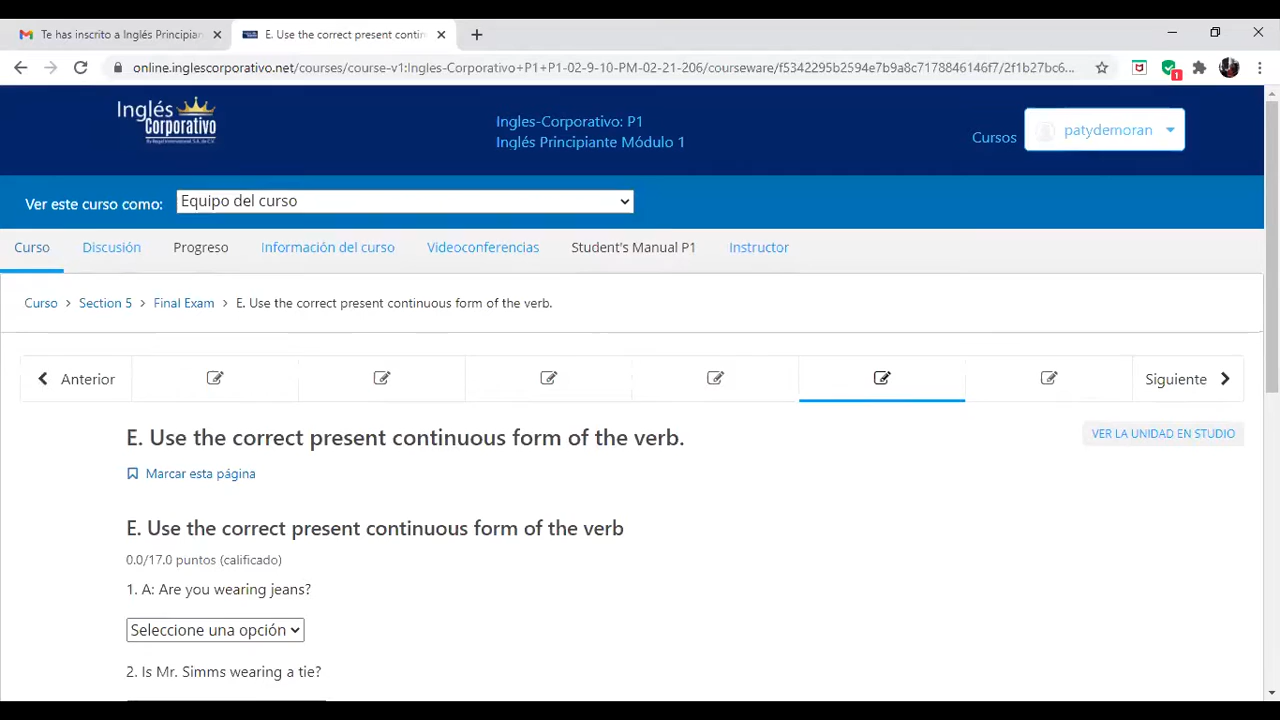 Te has inscrito a Inglés Principian
E. Use the correct present contin
online.inglescorporativo.net/courses/course-v1:Ingles-Corporativo+P1+P1-02-9-10-PM-02-21-206/courseware/f5342295b2594e7b9a8c7178846146f7/2f1b27bc6...
1
Inglés
Corporativo
Ingles-Corporativo: P1
Inglés Principiante Módulo 1
Cursos
patydemoran
Ver este curso como:
Equipo del curso
Curso
Discusión
Progreso
Información del curso
Videoconferencias
Student's Manual P1
Instructor
Curso > Section 5 > Final Exam > E. Use the correct present continuous form of the verb.
Anterior
Siguiente
E. Use the correct present continuous form of the verb.
VER LA UNIDAD EN STUDIO
Marcar esta página
E. Use the correct present continuous form of the verb
0.0/17.0 puntos (calificado)
1. A: Are you wearing jeans?
Seleccione una opción
2. Is Mr. Simms wearing a tie?